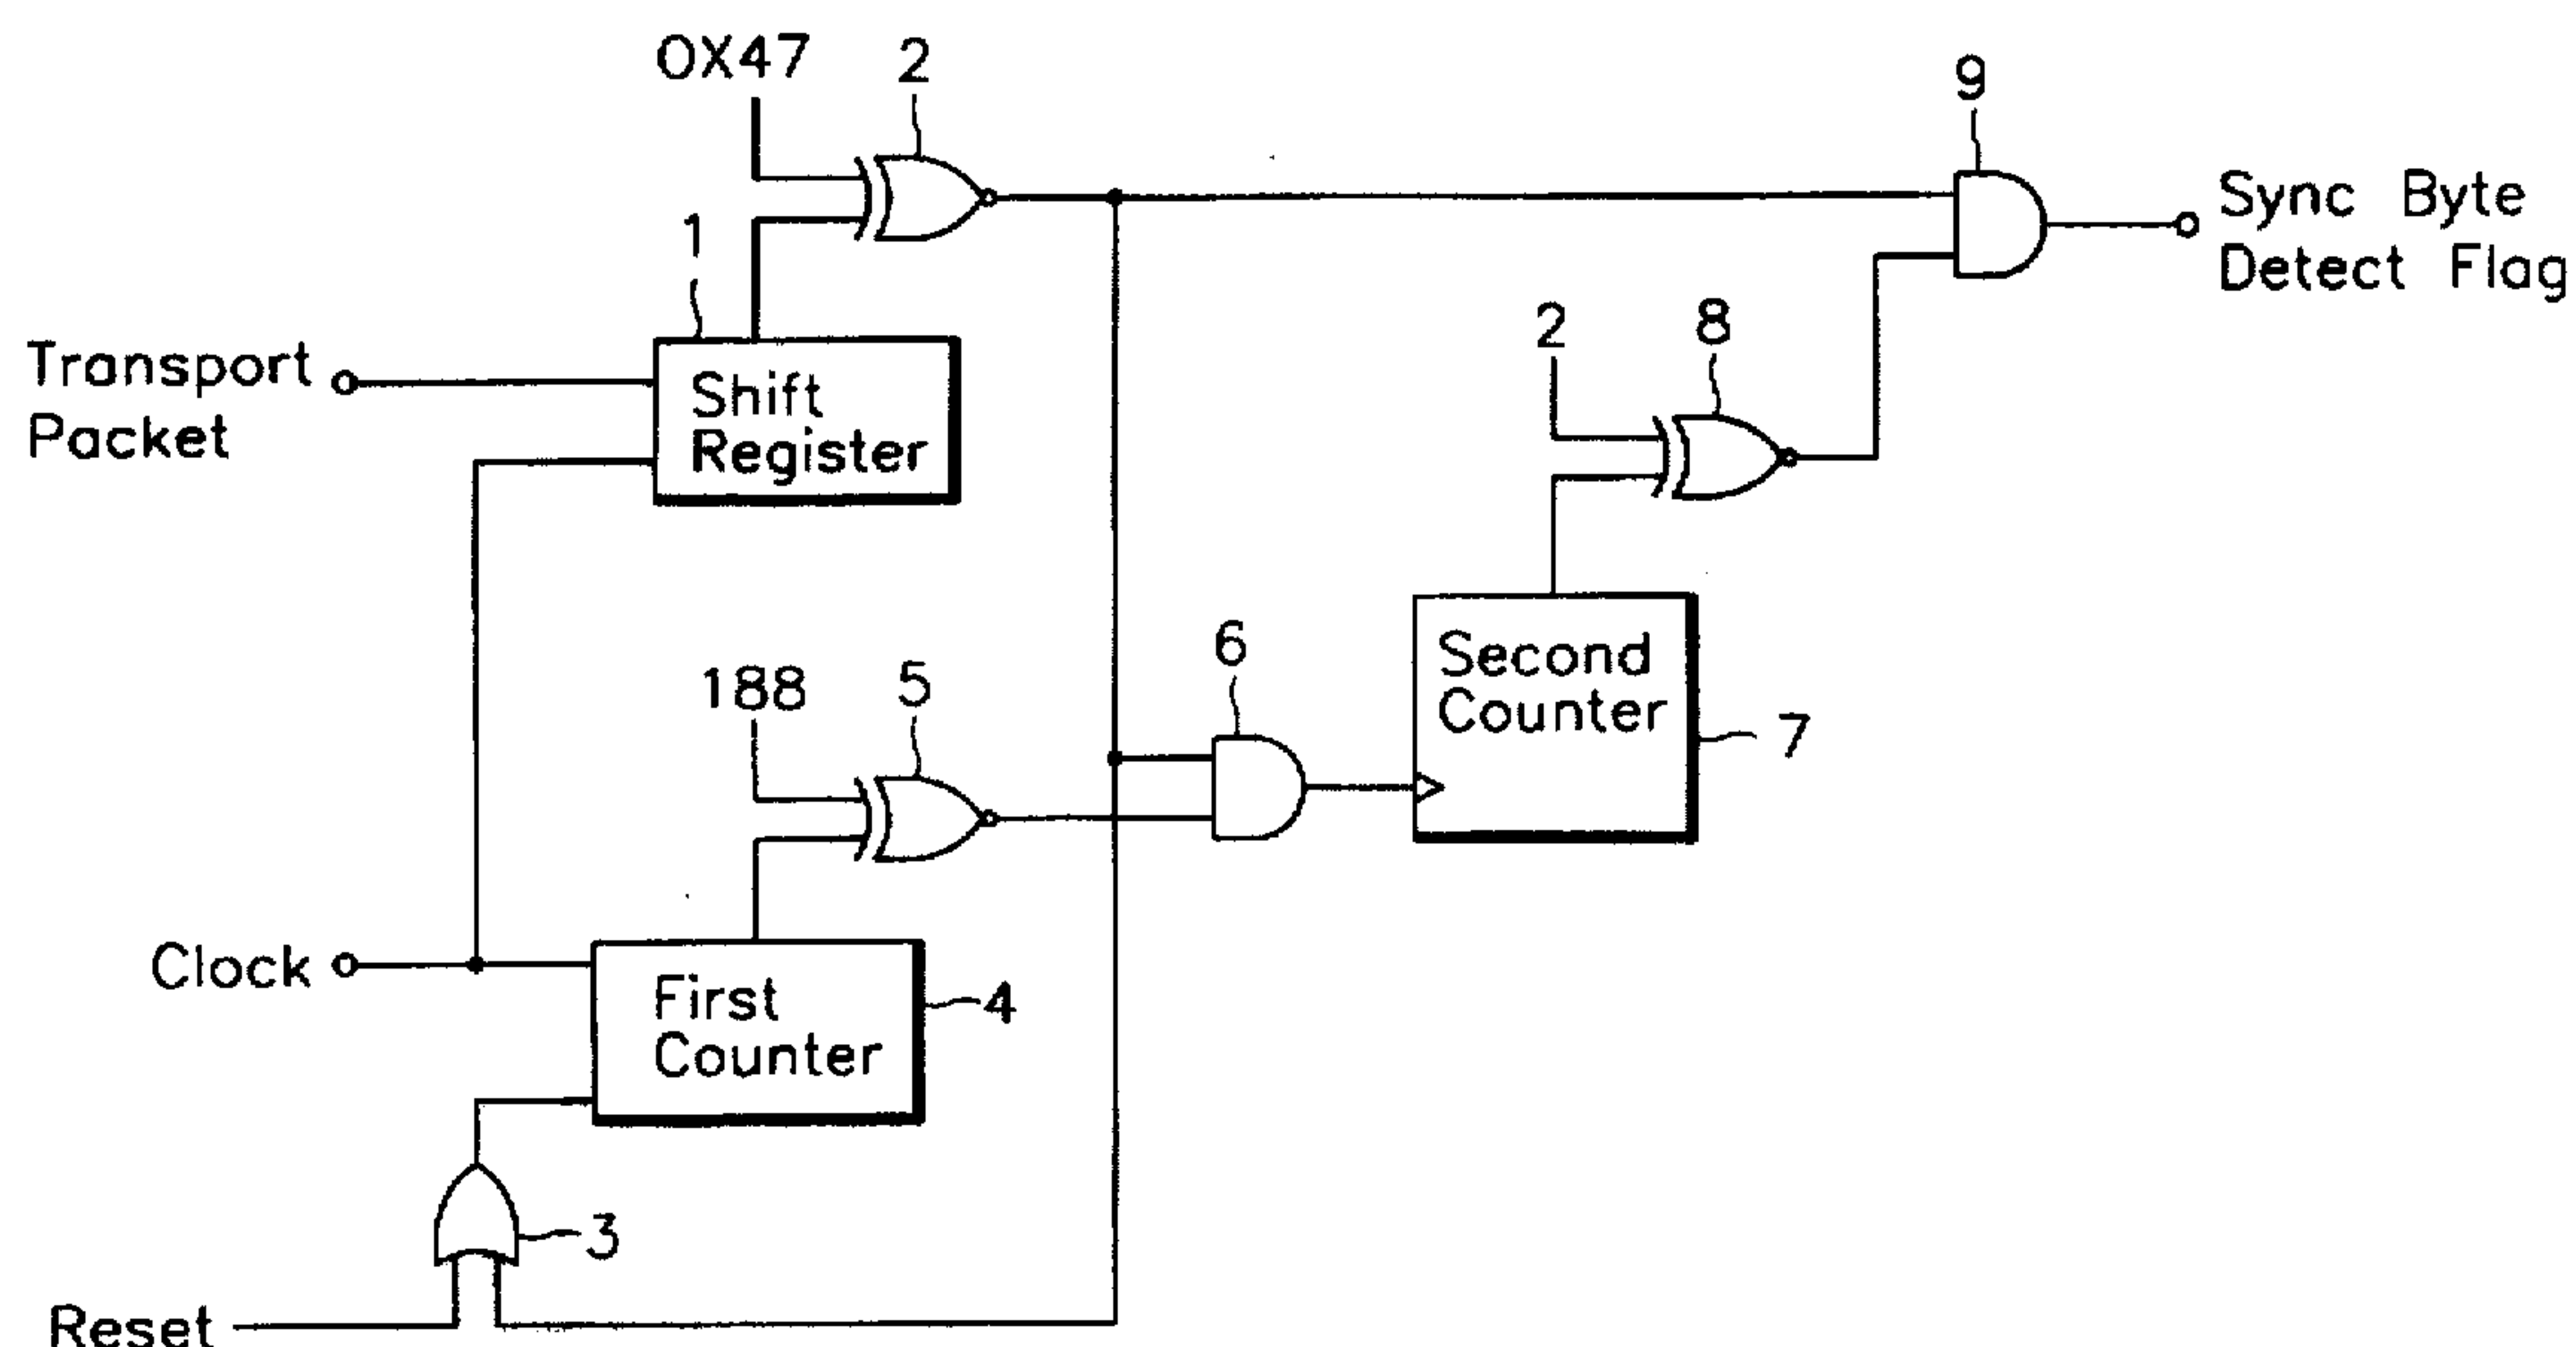 OX47
2
9
Sync Byte
Detect Flag
1
Transport
Packet
Shift
Register
2
8
188
5
6
Second
Counter
7
Clock
First
Counter
4
3
Reset